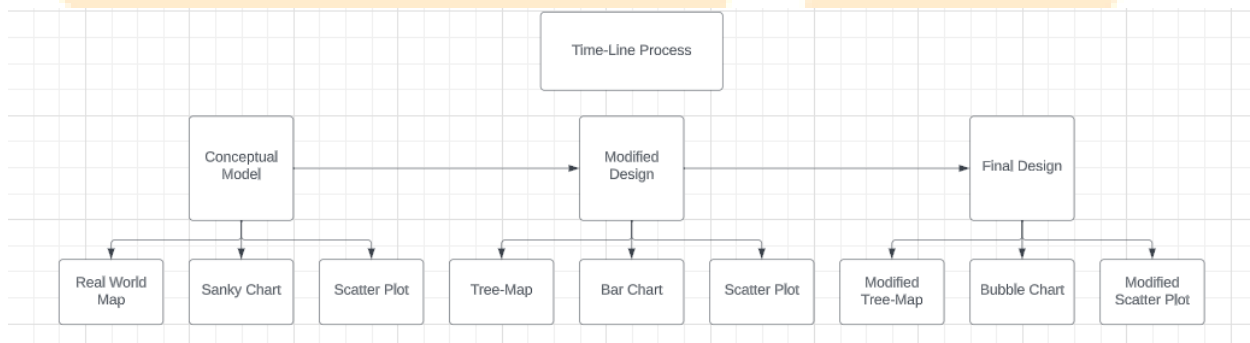 Time-Line Process
Conceptual
Model
Modified
Design
Final Design
Real World
Map
Sanky Chart
Scatter Plot
Tree-Map
Bar Chart
Scatter Plot
Modified
Tree-Map
Bubble Chart
Modified
Scatter Plot